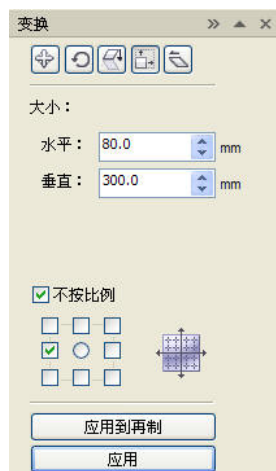 变换
大小：
水平： 80.0 mm
垂直： 300.0 mm
不按比例
应用到再制
应用